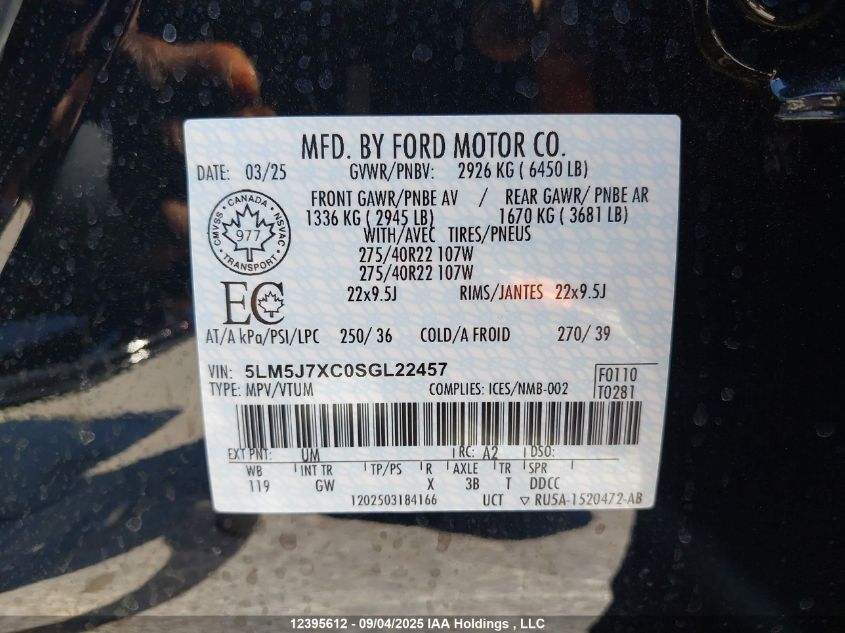 MFD. BY FORD MOTOR CO.
DATE: 03/25 GVWR/PNBV: 2926 KG ( 6450 LB)
FRONT GAWR/PNBE AV / REAR GAWR/ PNBE AR
1336 KG ( 2945 LB) 1670 KG ( 3681 LB)
WITH/AVEC TIRES/PNEUS
275/40R22 107W
275/40R22 107W
22x9.5J RIMS/JANTES 22x9.5J
CANADA
CMVSS NSVAC
977
TRANSPORT
EC
AT/A kPa/PSI/LPC 250/ 36 COLD/A FROID 270/ 39
VIN: 5LM5J7XC0SGL22457
TYPE: MPV/VTUM COMPLIES: ICES/NMB-002
F0110
T0281
EXT PNT: UM RC: A2 DSO:
WB INT TR TP/PS R AXLE TR SPR
119 GW X 3B T DDCC
1202503184166 UCT ▽ RU5A-1520472-AB
12395612 - 09/04/2025 IAA Holdings , LLC